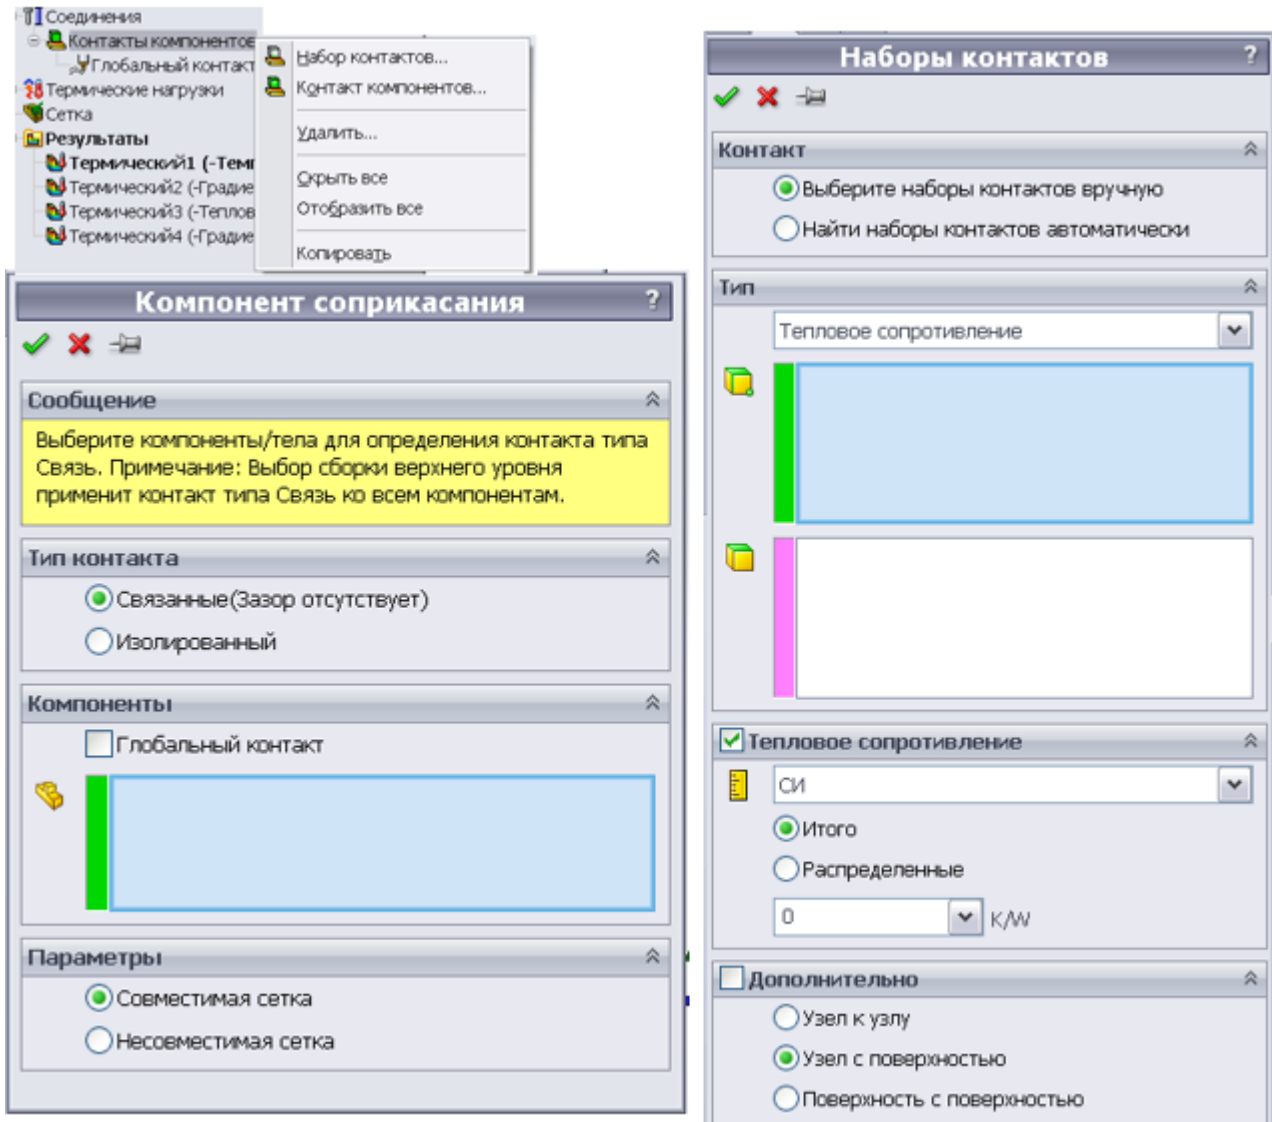 Соединения
Контакты компонентов
Глобальный контакт
Термические нагрузки
Сетка
Результаты
Термический1 (-Темп
Термический2 (-Градие
Термический3 (-Теплов
Термический4 (-Градие
Набор контактов...
Контакт компонентов...
Удалить...
Скрыть все
Отобразить все
Копировать
Компонент соприкасания ?
Сообщение
Выберите компоненты/тела для определения контакта типа
Связь. Примечание: Выбор сборки верхнего уровня
применит контакт типа Связь ко всем компонентам.
Тип контакта
Связанные(Зазор отсутствует)
Изолированный
Компоненты
Глобальный контакт
Параметры
Совместимая сетка
Несовместимая сетка
Наборы контактов ?
Контакт
Выберите наборы контактов вручную
Найти наборы контактов автоматически
Тип
Тепловое сопротивление
Тепловое сопротивление
СИ
Итого
Распределенные
0 K/W
Дополнительно
Узел к узлу
Узел с поверхностью
Поверхность с поверхностью